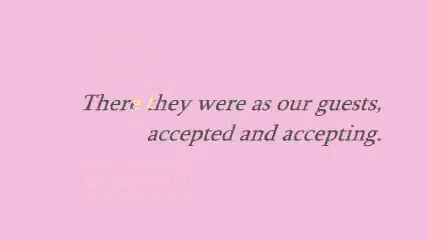 There they were as our guests,
accepted and accepting.